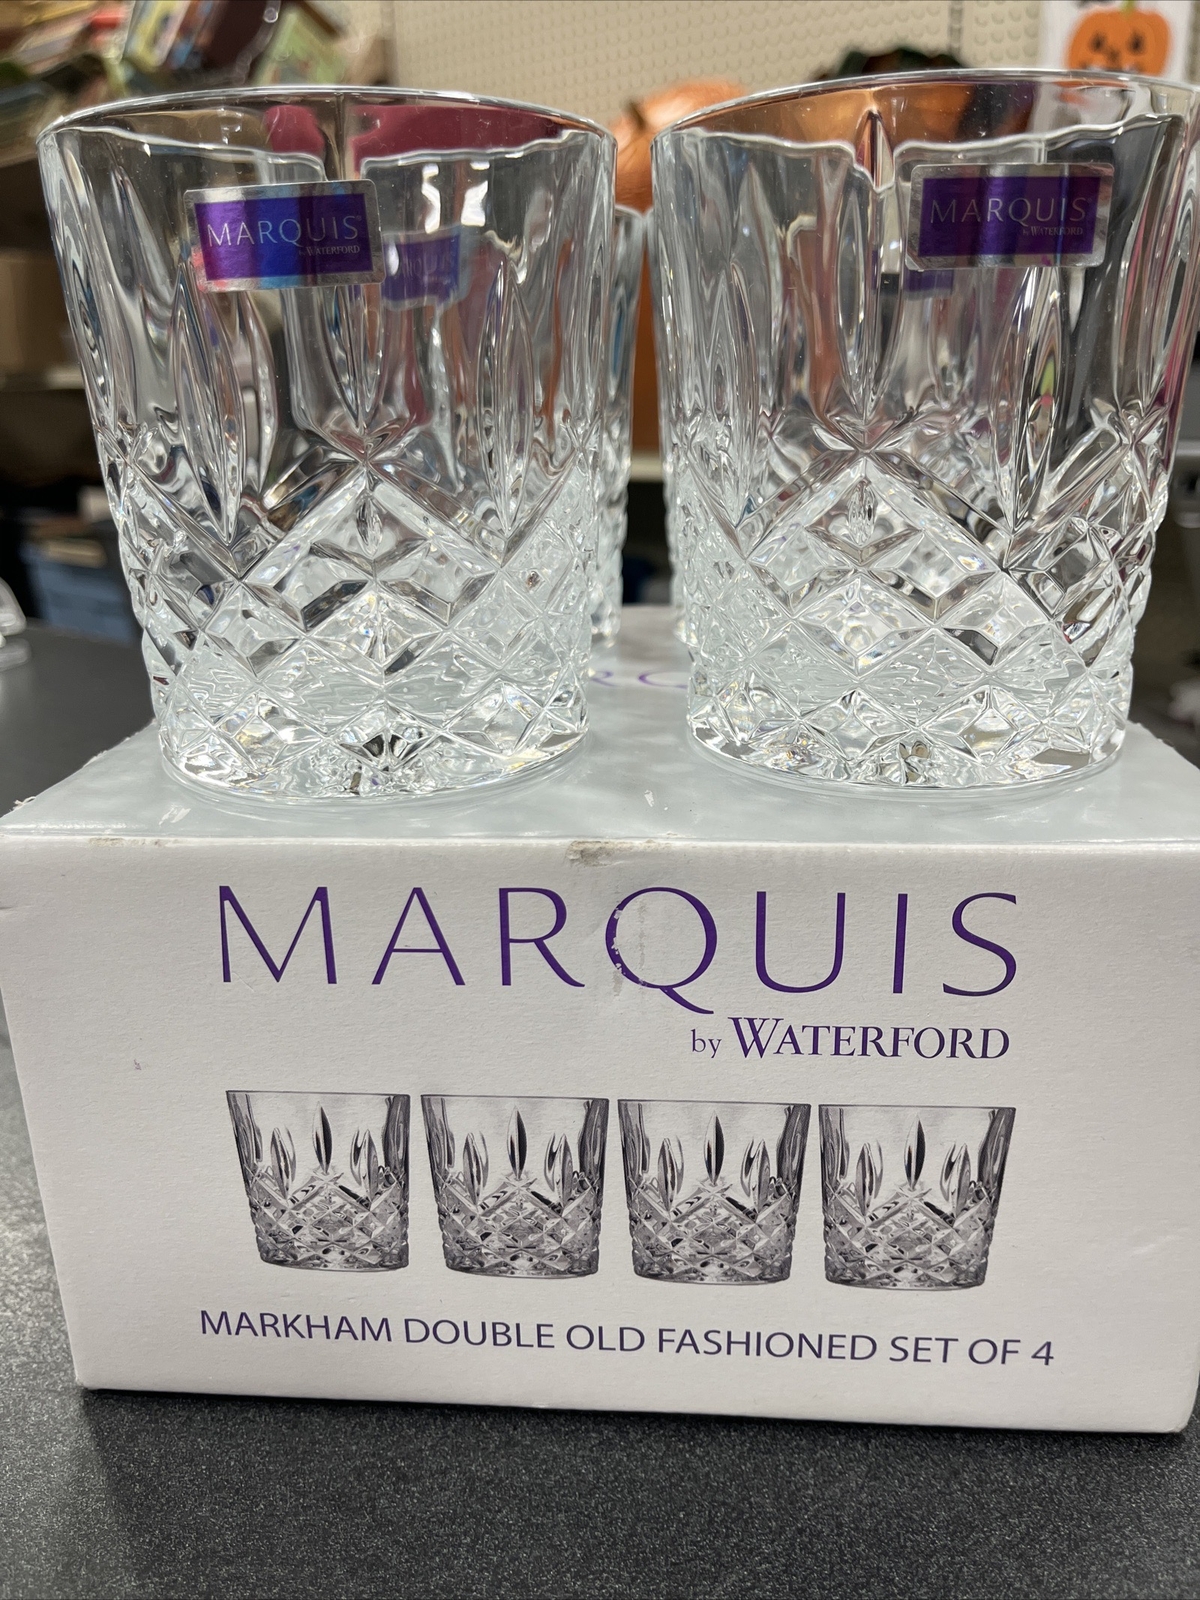 MARQUIS
by WATERFORD
MARQUIS
by WATERFORD
MARQUIS
by WATERFORD
MARKHAM DOUBLE OLD FASHIONED SET OF 4